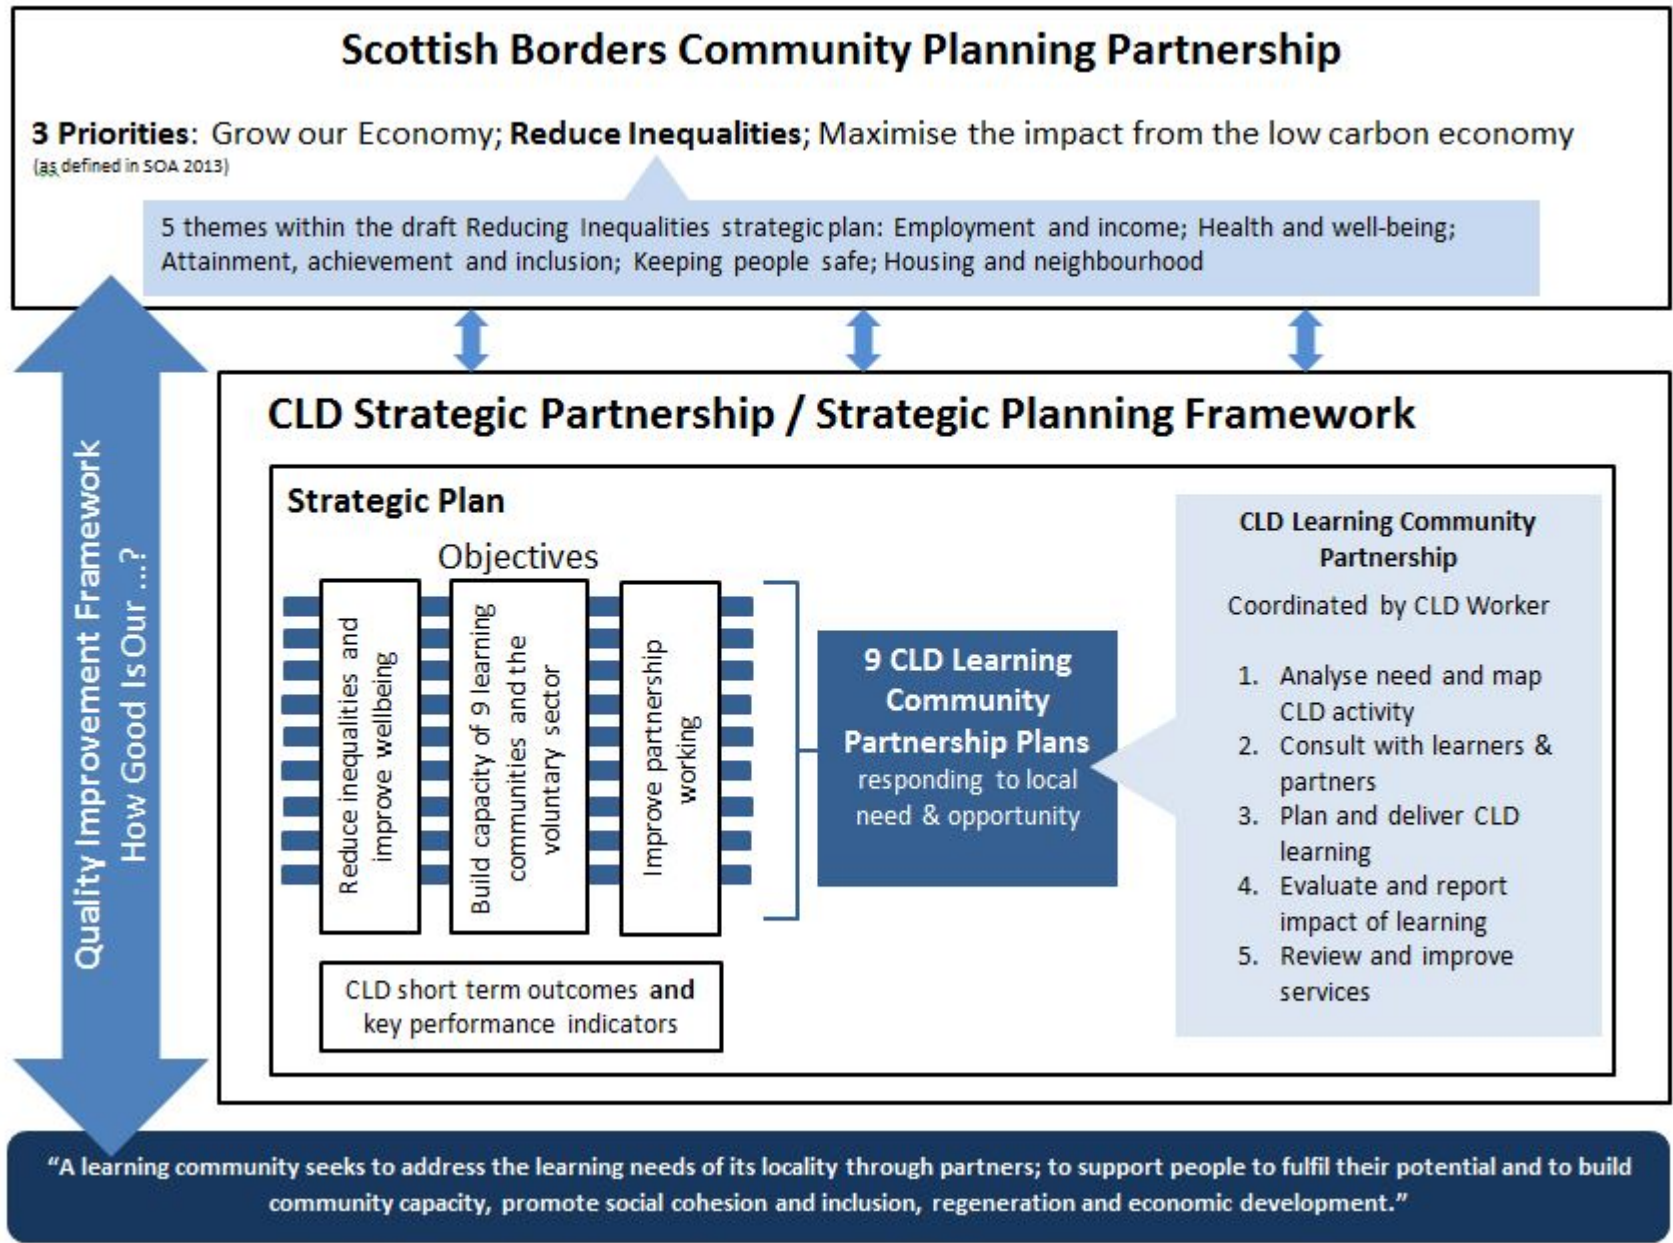 Scottish Borders Community Planning Partnership
3 Priorities: Grow our Economy; Reduce Inequalities; Maximise the impact from the low carbon economy
(as defined in SOA 2013)
5 themes within the draft Reducing Inequalities strategic plan: Employment and income; Health and well-being;
Attainment, achievement and inclusion; Keeping people safe; Housing and neighbourhood
Quality Improvement Framework
How Good Is Our ...?
CLD Strategic Partnership / Strategic Planning Framework
Strategic Plan
Objectives
Reduce inequalities and
improve wellbeing
Build capacity of 9 learning
communities and the
voluntary sector
Improve partnership
working
CLD short term outcomes and
key performance indicators
9 CLD Learning
Community
Partnership Plans
responding to local
need & opportunity
CLD Learning Community
Partnership
Coordinated by CLD Worker
1. Analyse need and map
CLD activity
2. Consult with learners &
partners
3. Plan and deliver CLD
learning
4. Evaluate and report
impact of learning
5. Review and improve
services
“A learning community seeks to address the learning needs of its locality through partners; to support people to fulfil their potential and to build
community capacity, promote social cohesion and inclusion, regeneration and economic development.”